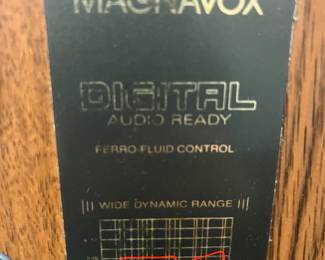 MAGNAVOX
DIGITAL
AUDIO READY
FERRO FLUID CONTROL
WIDE DYNAMIC RANGE